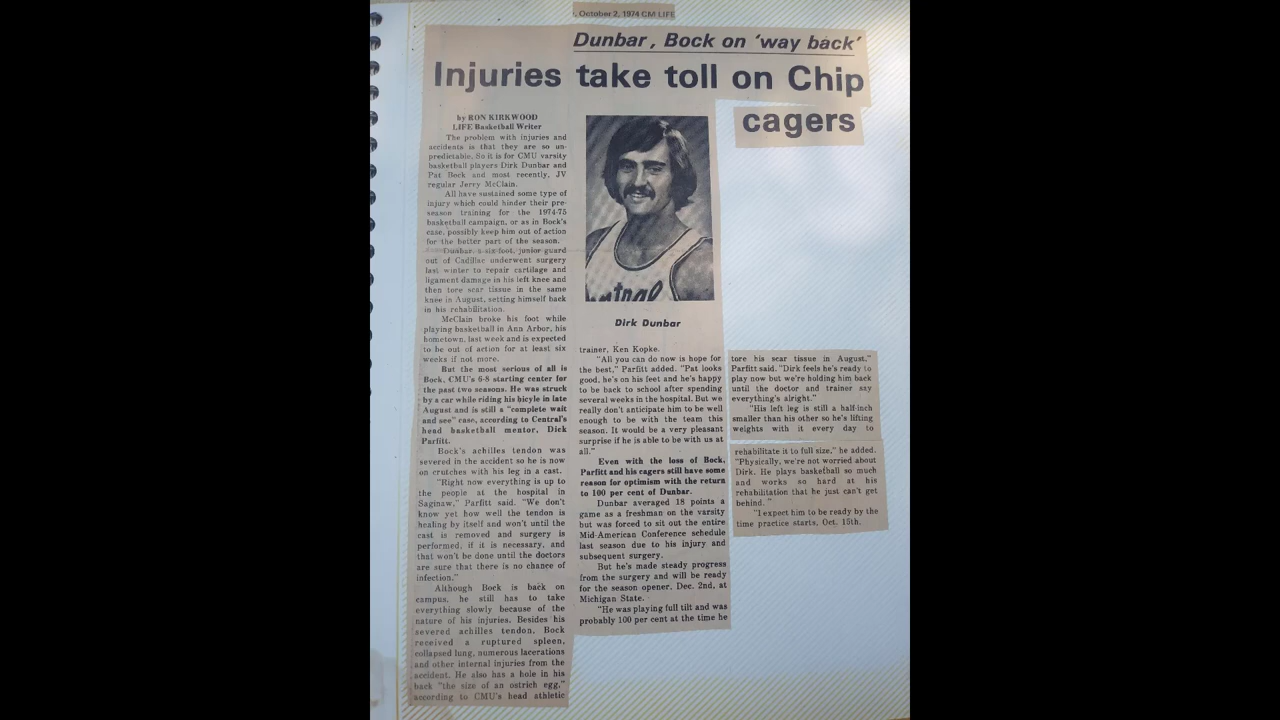 , October 2, 1974 CM LIFE
Dunbar, Bock on 'way back'
Injuries take toll on Chip
cagers
by RON KIRKWOOD
LIFE Basketball Writer
The problem with injuries and
accidents is that they are so un-
predictable. So it is for CMU varsity
basketball players Dirk Dunbar and
Pat Bock and most recently, JV
regular Jerry McClain.
All have sustained some type of
injury which could hinder their pre-
season training for the 1974-75
basketball campaign, or as in Bock's
case, possibly keep him out of action
for the better part of the season.
Dunbar, a six-foot, junior guard
out of Cadillac underwent surgery
last winter to repair cartilage and
ligament damage in his left knee and
then tore scar tissue in the same
knee in August, setting himself back
in his rehabilitation.
McClain broke his foot while
playing basketball in Ann Arbor, his
hometown, last week and is expected
to be out of action for at least six
weeks if not more.
But the most serious of all is
Bock, CMU's 6-8 starting center for
the past two seasons. He was struck
by a car while riding his bicycle in late
August and is still a "complete wait
and see" case, according to Central's
head basketball mentor, Dick
Parfitt.
Bock's achilles tendon was
severed in the accident so he is now
on crutches with his leg in a cast.
"Right now everything is up to
the people at the hospital in
Saginaw," Parfitt said. "We don't
know yet how well the tendon is
healing by itself and won't until the
cast is removed and surgery is
performed, if it is necessary, and
that won't be done until the doctors
are sure that there is no chance of
infection."
Although Bock is back on
campus, he still has to take
everything slowly because of the
nature of his injuries. Besides his
severed achilles tendon, Bock
received a ruptured spleen,
collapsed lung, numerous lacerations
and other internal injuries from the
accident. He also has a hole in his
back "the size of an ostrich egg,"
according to CMU's head athletic
ntral
Dirk Dunbar
trainer, Ken Kopke.
"All you can do now is hope for
the best," Parfitt added. "Pat looks
good, he's on his feet and he's happy
to be back to school after spending
several weeks in the hospital. But we
really don't anticipate him to be well
enough to be with the team this
season. It would be a very pleasant
surprise if he is able to be with us at
all."
Even with the loss of Bock,
Parfitt and his cagers still have some
reason for optimism with the return
to 100 per cent of Dunbar.
Dunbar averaged 18 points a
game as a freshman on the varsity
but was forced to sit out the entire
Mid-American Conference schedule
last season due to his injury and
subsequent surgery.
But he's made steady progress
from the surgery and will be ready
for the season opener, Dec. 2nd, at
Michigan State.
"He was playing full tilt and was
probably 100 per cent at the time he
tore his scar tissue in August,"
Parfitt said. "Dirk feels he's ready to
play now but we're holding him back
until the doctor and trainer say
everything's alright."
"His left leg is still a half-inch
smaller than his other so he's lifting
weights with it every day to
rehabilitate it to full size," he added.
"Physically, we're not worried about
Dirk. He plays basketball so much
and works so hard at his
rehabilitation that he just can't get
behind."
"I expect him to be ready by the
time practice starts, Oct. 15th.